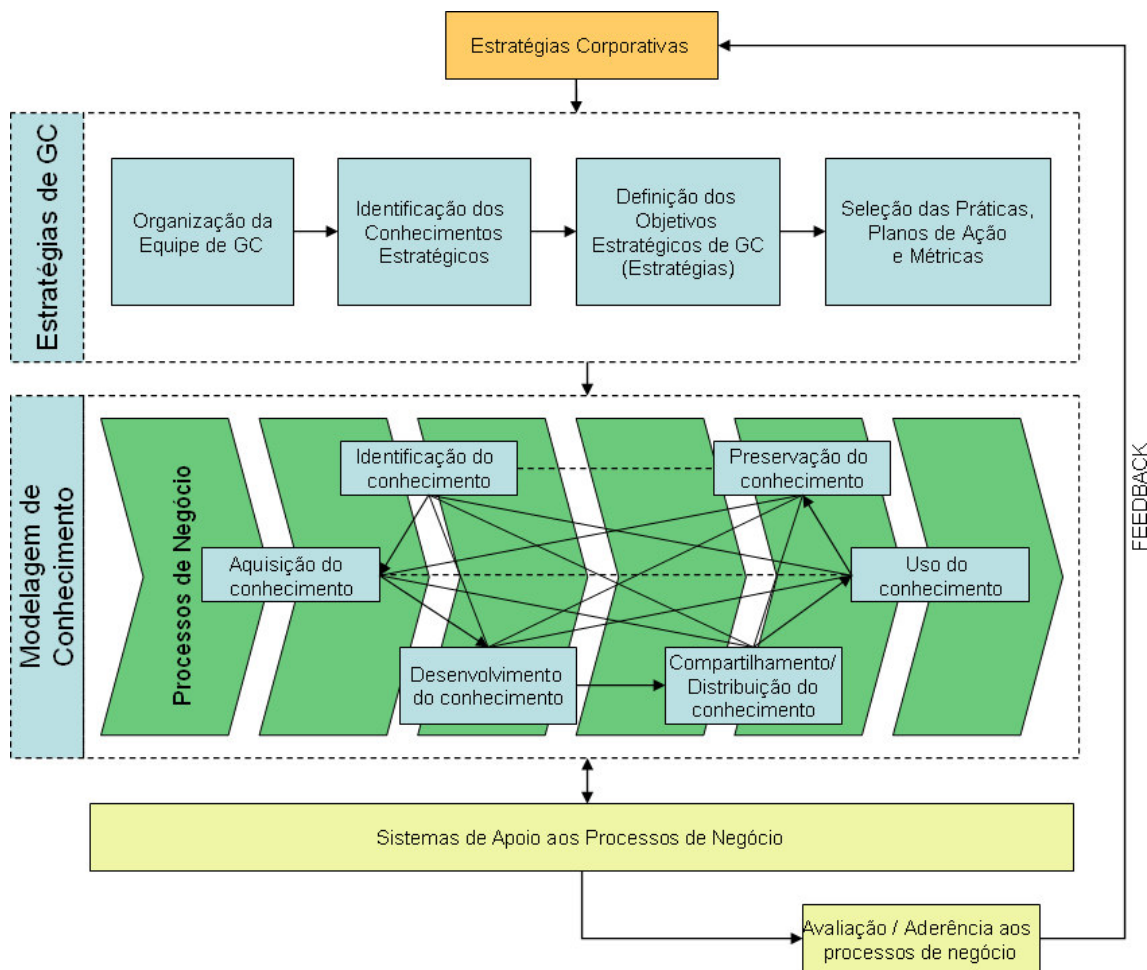 Estratégias Corporativas
Estratégias de GC
Organização da
Equipe de GC
Identificação dos
Conhecimentos
Estratégicos
Definição dos
Objetivos
Estratégicos de GC
(Estratégias)
Seleção das Práticas,
Planos de Ação
e Métricas
Modelagem de
Conhecimento
Processos de Negócio
Identificação do
conhecimento
Preservação do
conhecimento
Aquisição do
conhecimento
Uso do
conhecimento
Desenvolvimento
do conhecimento
Compartilhamento/
Distribuição do
conhecimento
FEEDBACK
Sistemas de Apoio aos Processos de Negócio
Avaliação / Aderência aos
processos de negócio